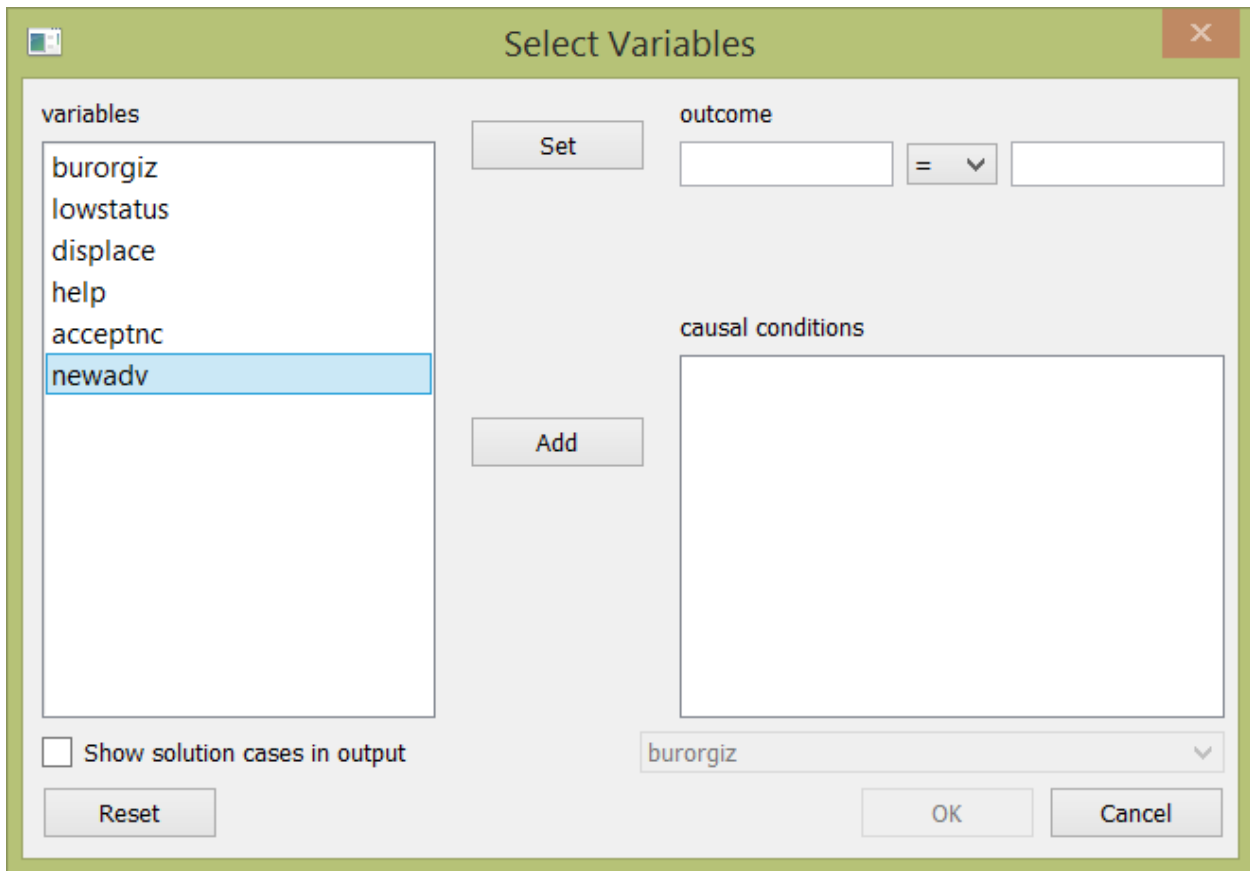 Select Variables
variables
burorgiz
lowstatus
displace
help
acceptnc
newadv
Set
Add
outcome
=
causal conditions
Show solution cases in output
burorgiz
Reset
OK
Cancel